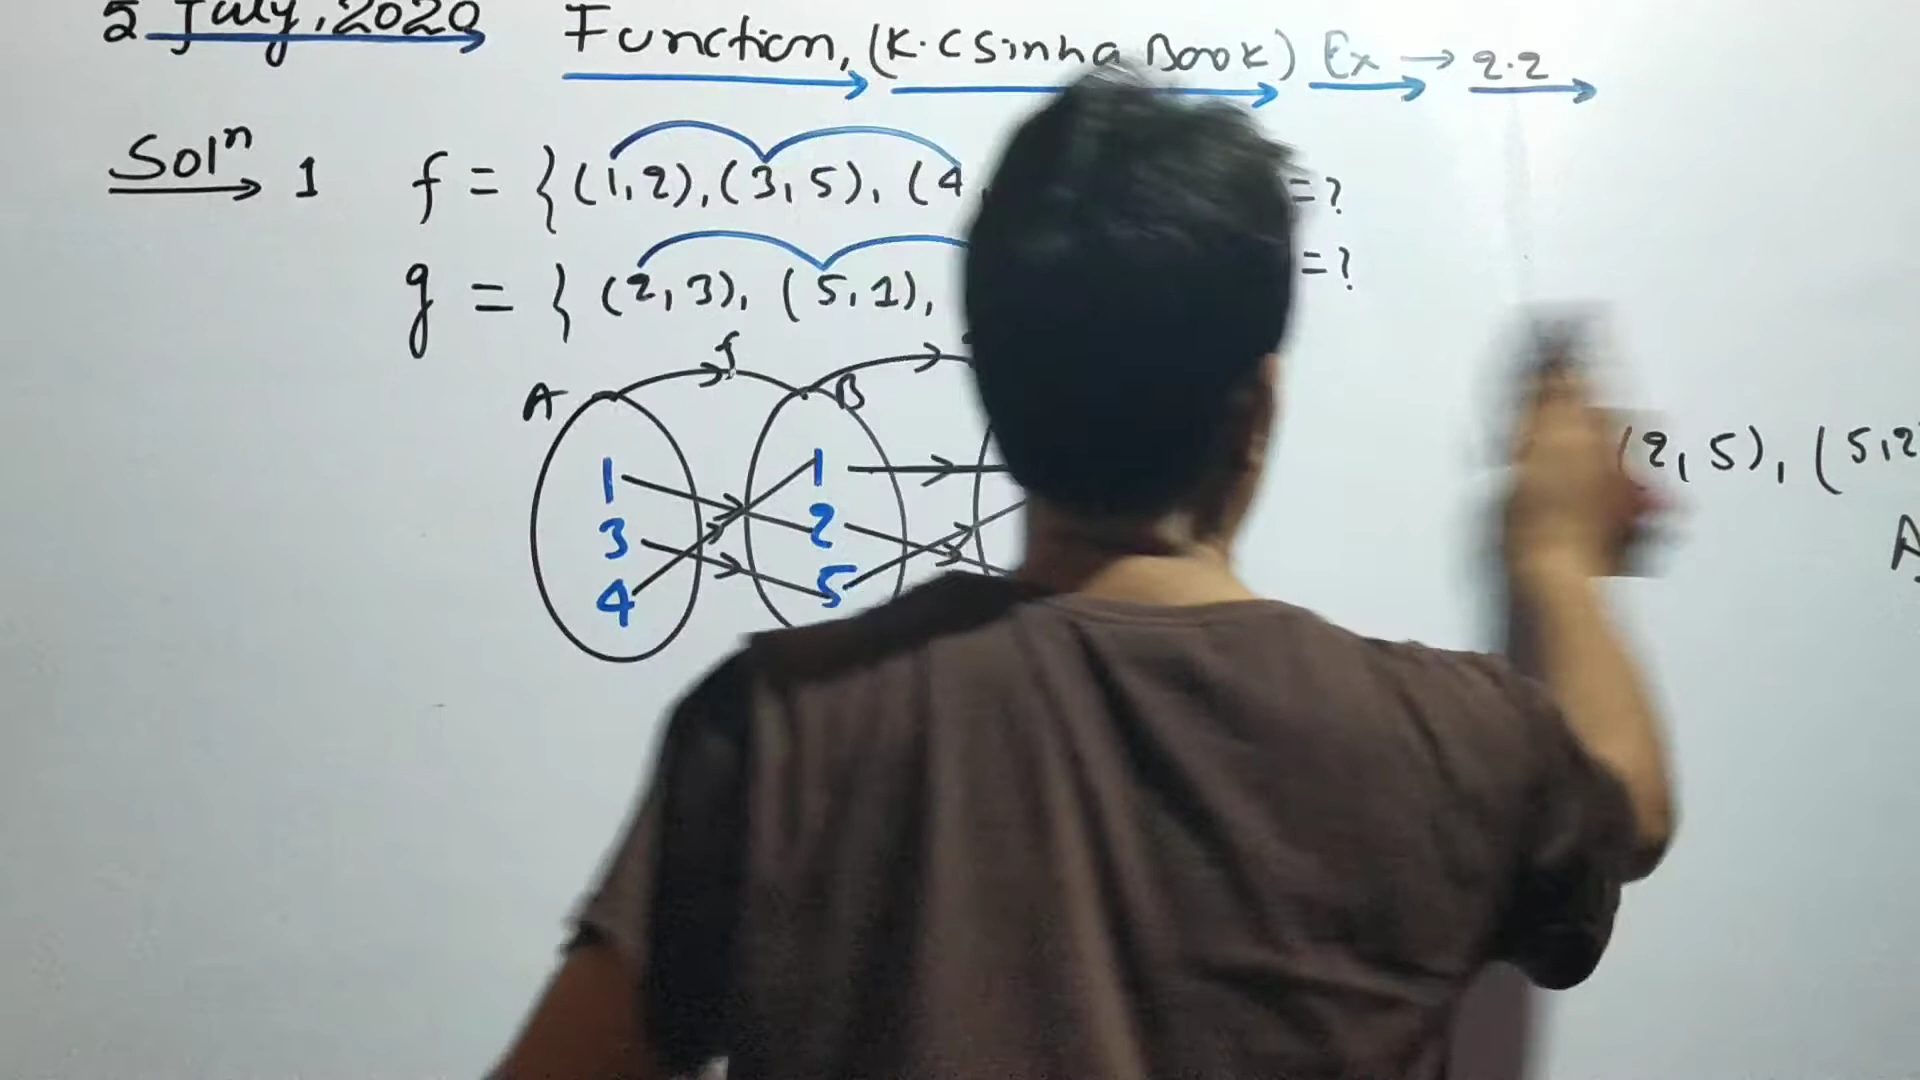 5 July, 2020 Function, (K.C Sinha Book) Ex → 2.2
Solⁿ 1 f = {(1,2),(3,5), (4, =?
g = { (2,3), (5,1), =?
f
A B
1 1
3 2
4 5
(2,5), (5,2
A